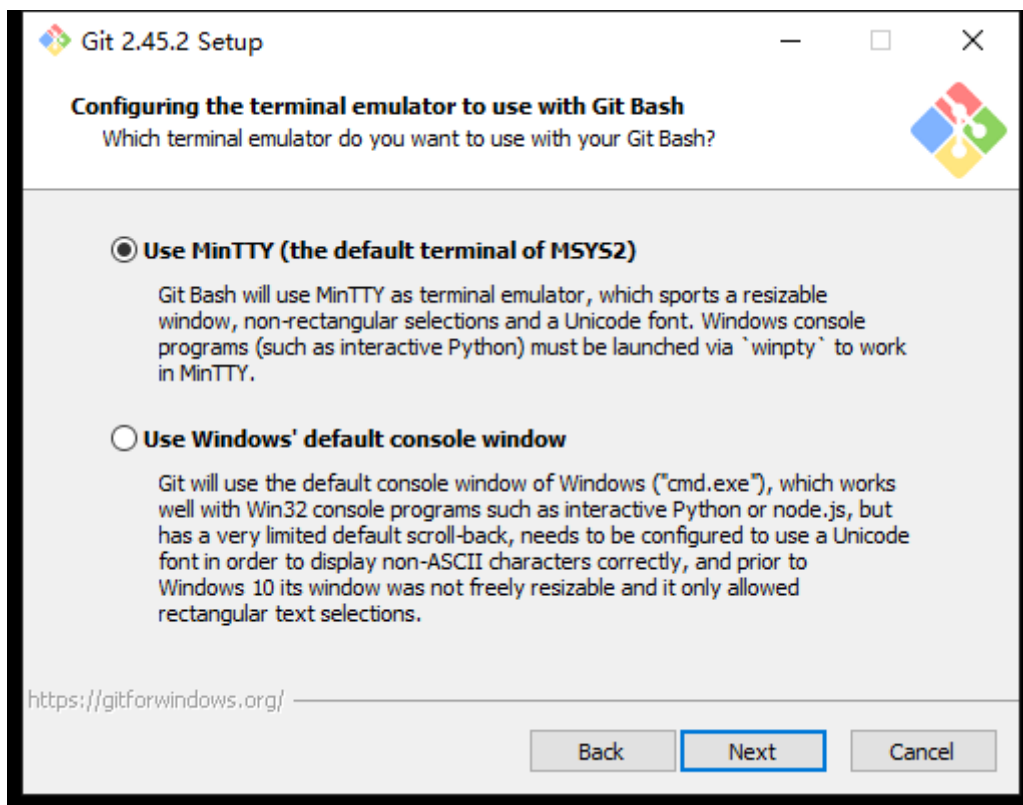 Git 2.45.2 Setup
Configuring the terminal emulator to use with Git Bash
Which terminal emulator do you want to use with your Git Bash?
Use MinTTY (the default terminal of MSYS2)
Git Bash will use MinTTY as terminal emulator, which sports a resizable
window, non-rectangular selections and a Unicode font. Windows console
programs (such as interactive Python) must be launched via `winpty` to work
in MinTTY.
Use Windows' default console window
Git will use the default console window of Windows ("cmd.exe"), which works
well with Win32 console programs such as interactive Python or node.js, but
has a very limited default scroll-back, needs to be configured to use a Unicode
font in order to display non-ASCII characters correctly, and prior to
Windows 10 its window was not freely resizable and it only allowed
rectangular text selections.
https://gitforwindows.org/
Back Next Cancel